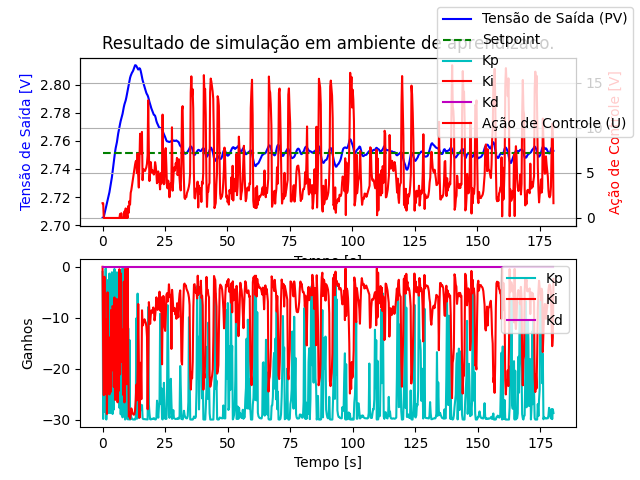 Resultado de simulação em ambiente de aprendizado.
Tensão de Saída (PV)
Setpoint
Kp
Ki
Kd
Ação de Controle (U)
Tensão de Saída [V]
2.80
2.78
2.76
2.74
2.72
2.70
15
10
5
0
Ação de Controle [V]
0 25 50 75 100 125 150 175
Tempo [s]
Kp
Ki
Kd
Ganhos
0
−10
−20
−30
0 25 50 75 100 125 150 175
Tempo [s]